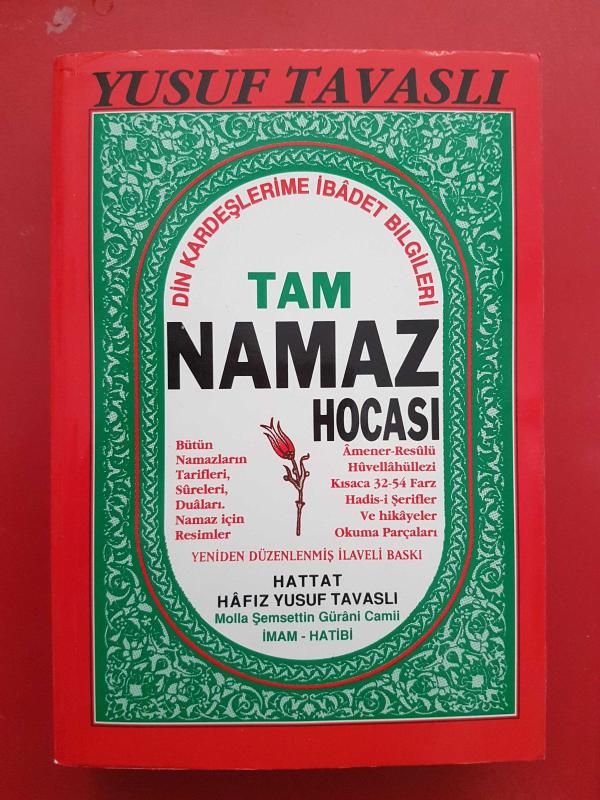 YUSUF TAVASLI
DİN KARDEŞLERİME İBÂDET BİLGİLERİ
TAM
NAMAZ
HOCASI
Bütün
Namazların
Tarifleri,
Sûreleri,
Duâları.
Namaz için
Resimler
Âmener-Resûlü
Hüvellâhüllezi
Kısaca 32-54 Farz
Hadis-i Şerifler
Ve hikâyeler
Okuma Parçaları
YENİDEN DÜZENLENMİŞ İLAVELİ BASKI
HATTAT
HÂFIZ YUSUF TAVASLI
Molla Şemsettin Gürâni Camii
İMAM - HATİBİ